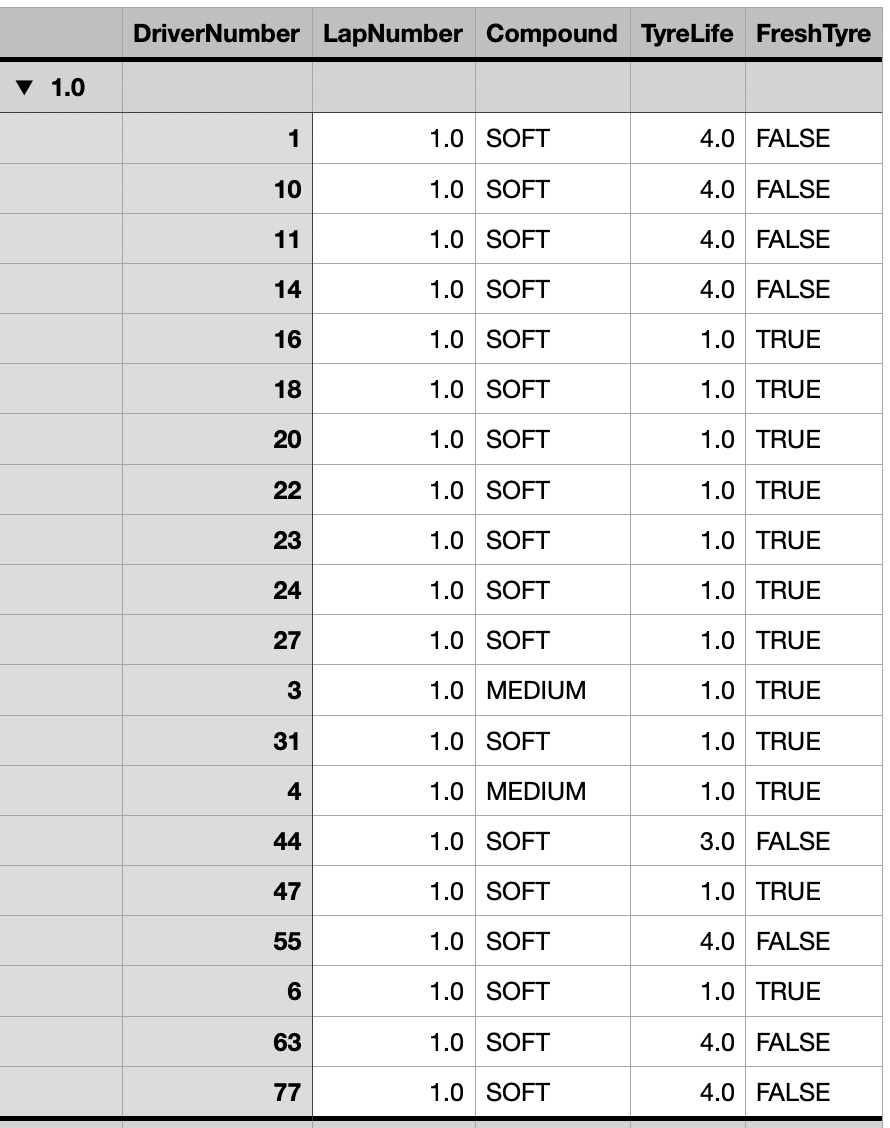 DriverNumber LapNumber Compound TyreLife FreshTyre
▼ 1.0
1 1.0 SOFT 4.0 FALSE
10 1.0 SOFT 4.0 FALSE
11 1.0 SOFT 4.0 FALSE
14 1.0 SOFT 4.0 FALSE
16 1.0 SOFT 1.0 TRUE
18 1.0 SOFT 1.0 TRUE
20 1.0 SOFT 1.0 TRUE
22 1.0 SOFT 1.0 TRUE
23 1.0 SOFT 1.0 TRUE
24 1.0 SOFT 1.0 TRUE
27 1.0 SOFT 1.0 TRUE
3 1.0 MEDIUM 1.0 TRUE
31 1.0 SOFT 1.0 TRUE
4 1.0 MEDIUM 1.0 TRUE
44 1.0 SOFT 3.0 FALSE
47 1.0 SOFT 1.0 TRUE
55 1.0 SOFT 4.0 FALSE
6 1.0 SOFT 1.0 TRUE
63 1.0 SOFT 4.0 FALSE
77 1.0 SOFT 4.0 FALSE